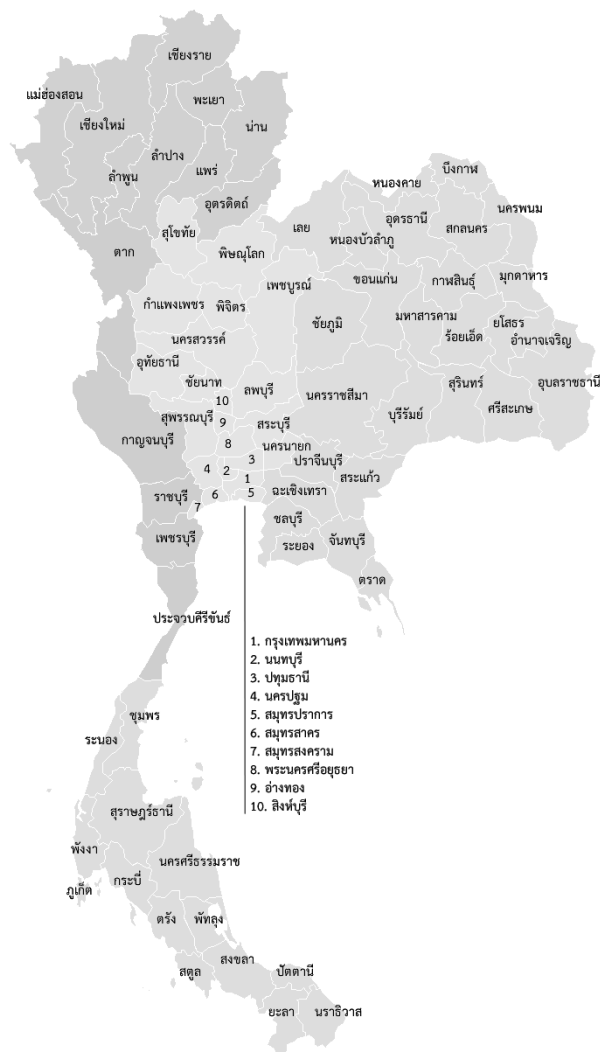 เชียงราย
แม่ฮ่องสอน
พะเยา
เชียงใหม่
น่าน
ลำปาง
แพร่
ลำพูน
อุตรดิตถ์
สุโขทัย
ตาก
พิษณุโลก
บึงกาฬ
หนองคาย
นครพนม
อุดรธานี
สกลนคร
เลย
หนองบัวลำภู
เพชบูรณ์
ขอนแก่น
กาฬสินธุ์
มุกดาหาร
กำแพงเพชร
พิจิตร
ชัยภูมิ
มหาสารคาม
ยโสธร
ร้อยเอ็ด
อำนาจเจริญ
นครสวรรค์
อุทัยธานี
ชัยนาท
ลพบุรี
นครราชสีมา
สุรินทร์
อุบลราชธานี
10
สุพรรณบุรี
9
สระบุรี
บุรีรัมย์
ศรีสะเกษ
กาญจนบุรี
8
นครนายก
3
ปราจีนบุรี
4
2
1
สระแก้ว
ราชบุรี
6
5
ฉะเชิงเทรา
7
ชลบุรี
เพชรบุรี
ระยอง
จันทบุรี
ตราด
ประจวบคีรีขันธ์
1. กรุงเทพมหานคร
2. นนทบุรี
3. ปทุมธานี
4. นครปฐม
5. สมุทรปราการ
6. สมุทรสาคร
7. สมุทรสงคราม
8. พระนครศรีอยุธยา
9. อ่างทอง
10. สิงห์บุรี
ชุมพร
ระนอง
สุราษฎร์ธานี
พังงา
นครศรีธรรมราช
กระบี่
ภูเก็ต
ตรัง
พัทลุง
สงขลา
สตูล
ปัตตานี
ยะลา
นราธิวาส